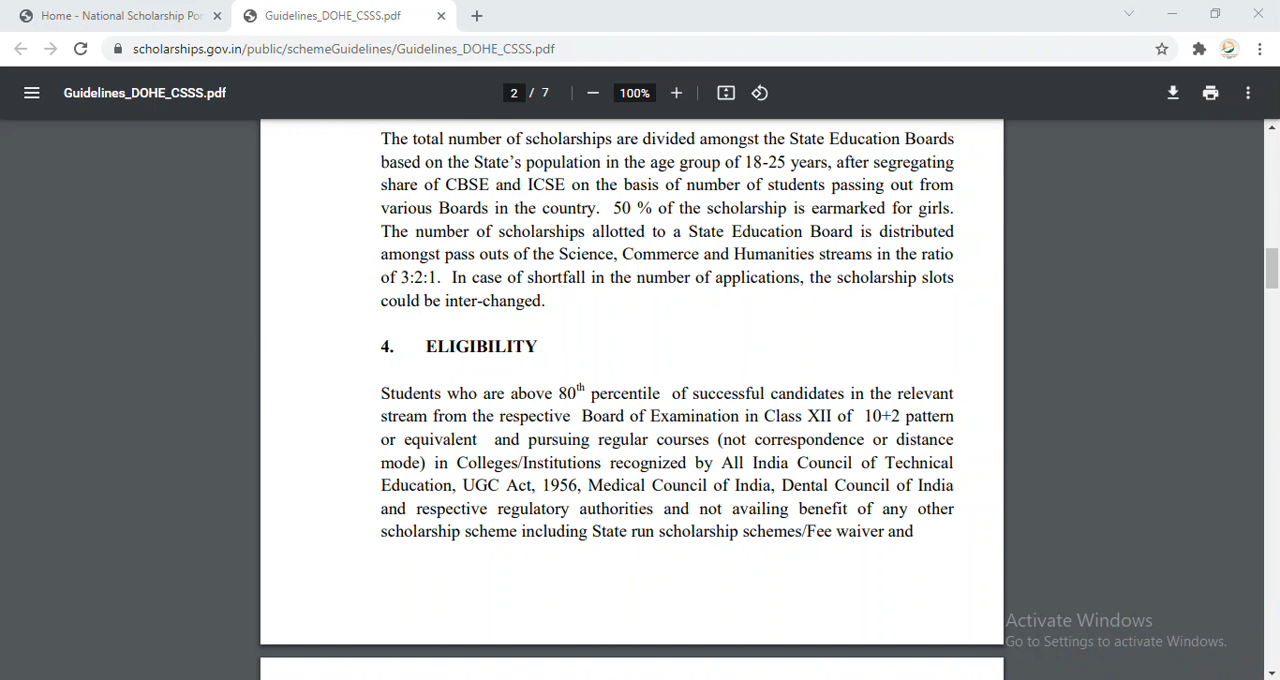 Home - National Scholarship Por
Guidelines_DOHE_CSSS.pdf
scholarships.gov.in/public/schemeGuidelines/Guidelines_DOHE_CSSS.pdf
Guidelines_DOHE_CSSS.pdf
2 / 7
100%
The total number of scholarships are divided amongst the State Education Boards
based on the State’s population in the age group of 18-25 years, after segregating
share of CBSE and ICSE on the basis of number of students passing out from
various Boards in the country. 50 % of the scholarship is earmarked for girls.
The number of scholarships allotted to a State Education Board is distributed
amongst pass outs of the Science, Commerce and Humanities streams in the ratio
of 3:2:1. In case of shortfall in the number of applications, the scholarship slots
could be inter-changed.
4. ELIGIBILITY
Students who are above 80th percentile of successful candidates in the relevant
stream from the respective Board of Examination in Class XII of 10+2 pattern
or equivalent and pursuing regular courses (not correspondence or distance
mode) in Colleges/Institutions recognized by All India Council of Technical
Education, UGC Act, 1956, Medical Council of India, Dental Council of India
and respective regulatory authorities and not availing benefit of any other
scholarship scheme including State run scholarship schemes/Fee waiver and
Activate Windows
Go to Settings to activate Windows.